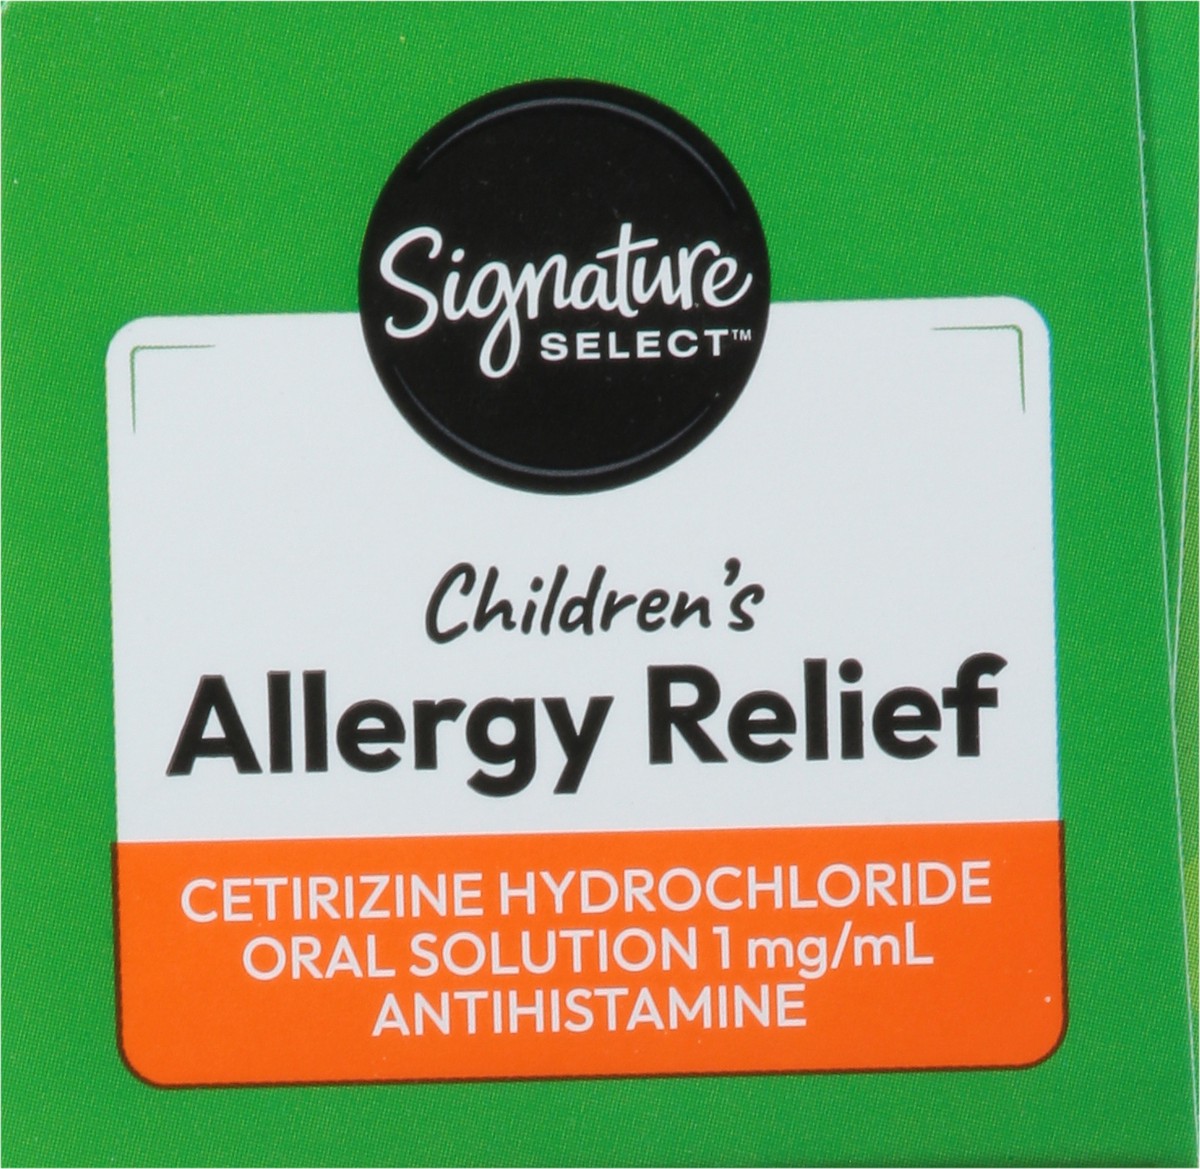 Signature
SELECT™
Children's
Allergy Relief
CETIRIZINE HYDROCHLORIDE
ORAL SOLUTION 1 mg/mL
ANTIHISTAMINE